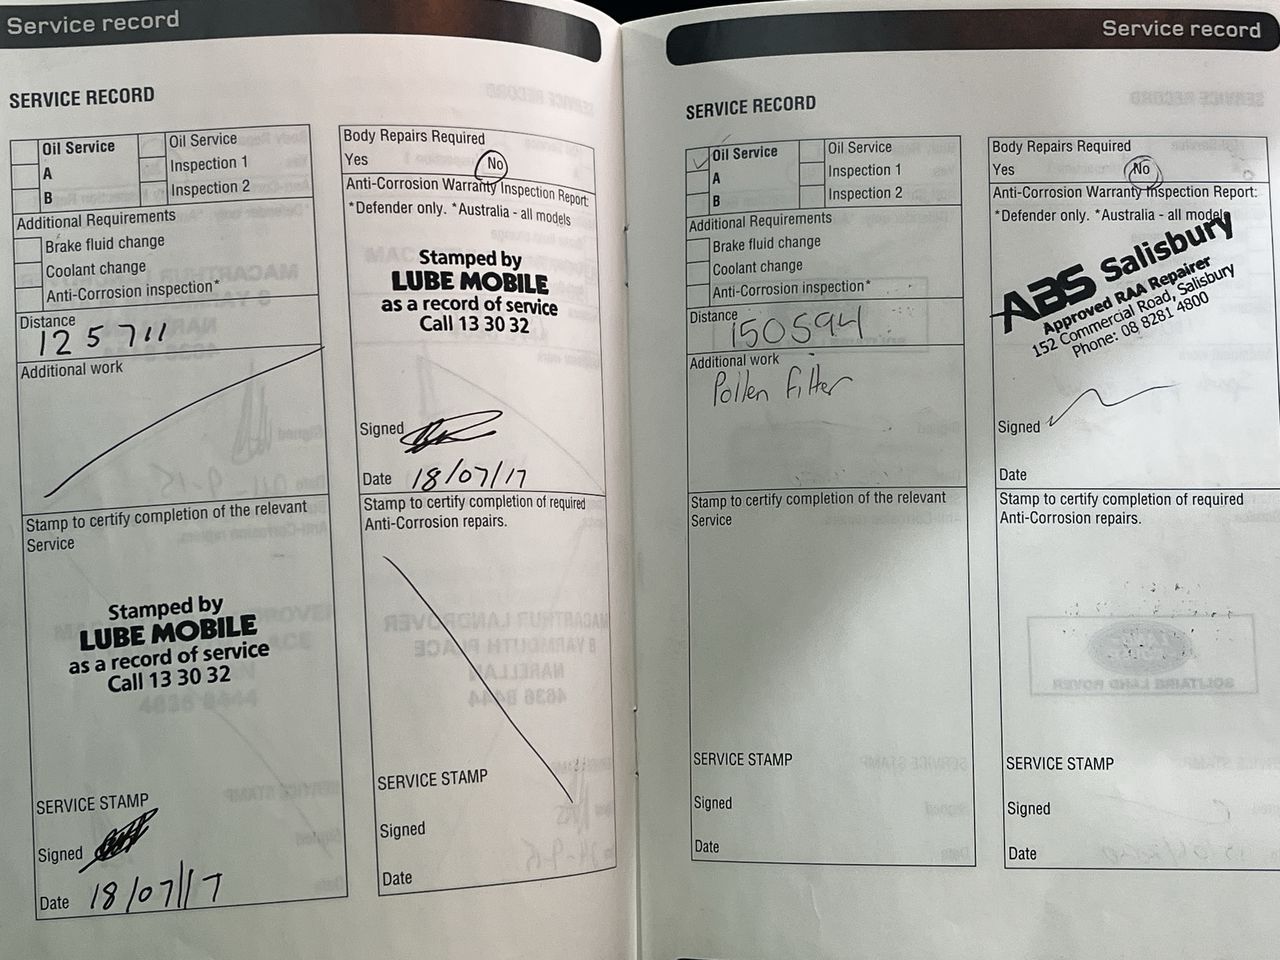 Service record
SERVICE RECORD
Oil Service
A
B
Oil Service
Inspection 1
Inspection 2
Additional Requirements
Brake fluid change
Coolant change
Anti-Corrosion inspection*
Distance
125711
Additional work
Stamp to certify completion of the relevant
Service
Stamped by
LUBE MOBILE
as a record of service
Call 13 30 32
SERVICE STAMP
Signed
Date 18/07/17
Body Repairs Required
Yes No
Anti-Corrosion Warranty Inspection Report:
*Defender only. *Australia - all models
Stamped by
LUBE MOBILE
as a record of service
Call 13 30 32
Signed
Date 18/07/17
Stamp to certify completion of required
Anti-Corrosion repairs.
SERVICE STAMP
Signed
Date
Service record
SERVICE RECORD
Oil Service
A
B
Oil Service
Inspection 1
Inspection 2
Additional Requirements
Brake fluid change
Coolant change
Anti-Corrosion inspection*
Distance
150594
Additional work
Pollen filter
Stamp to certify completion of the relevant
Service
SERVICE STAMP
Signed
Date
Body Repairs Required
Yes No
Anti-Corrosion Warranty Inspection Report:
*Defender only. *Australia - all models
ABS Salisbury
Approved RAA Repairer
152 Commercial Road, Salisbury
Phone: 08 8281 4800
Signed
Date
Stamp to certify completion of required
Anti-Corrosion repairs.
SERVICE STAMP
Signed
Date